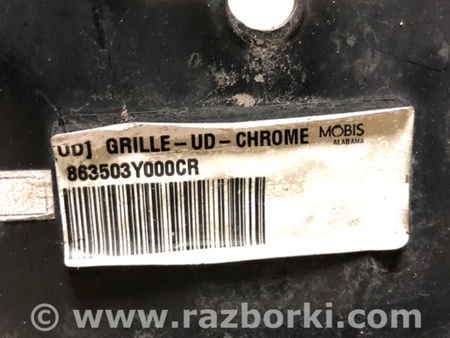 UD] GRILLE-UD-CHROME MOBIS
ALABAMA
863503Y000CR
© www.razborki.com